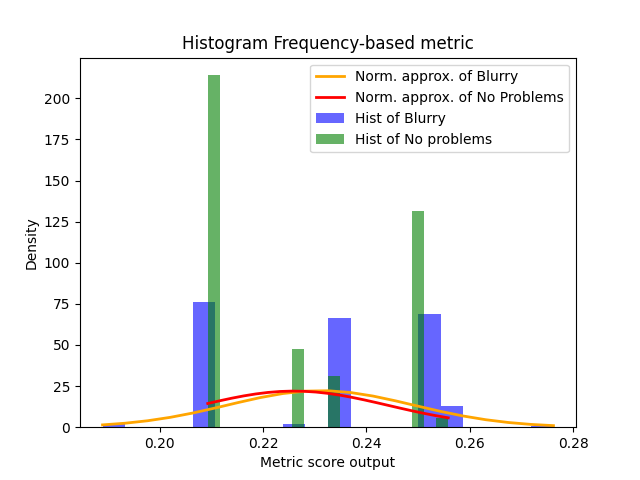 Histogram Frequency-based metric
Norm. approx. of Blurry
Norm. approx. of No Problems
Hist of Blurry
Hist of No problems
200
175
150
125
100
75
50
25
0
Density
0.20 0.22 0.24 0.26 0.28
Metric score output